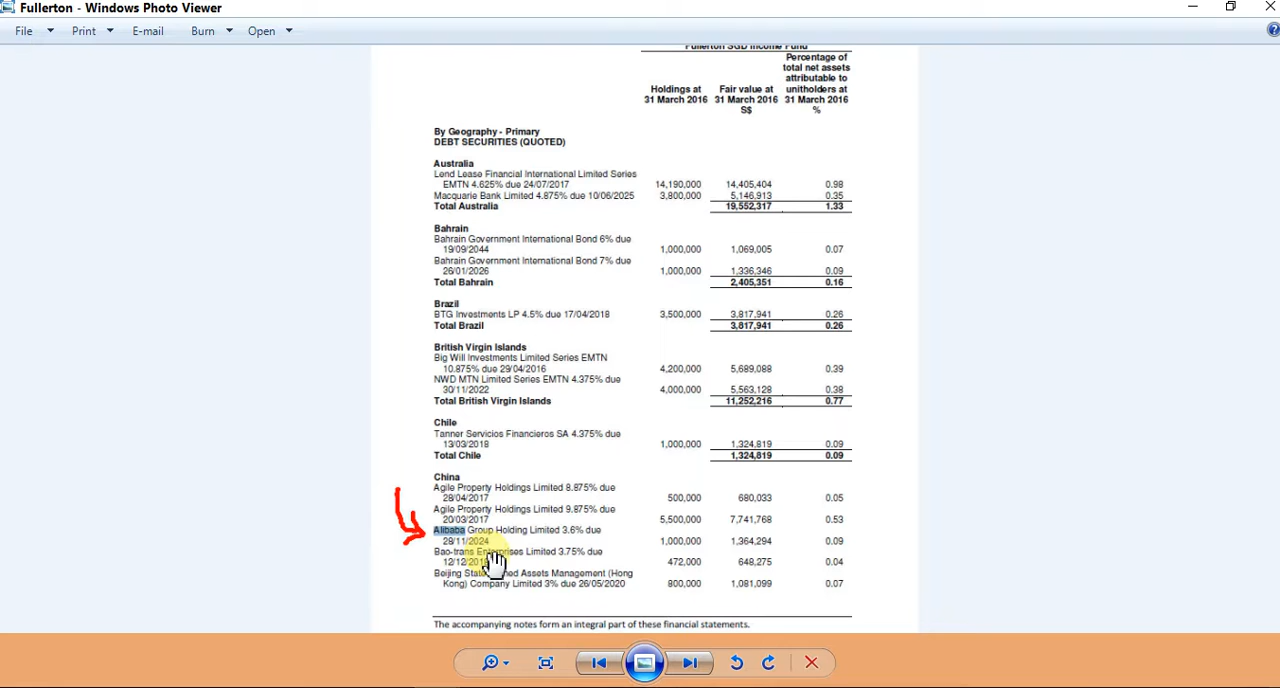 Fullerton - Windows Photo Viewer
File Print E-mail Burn Open
Fullerton SGD Income Fund
Percentage of
total net assets
attributable to
Holdings at Fair value at unitholders at
31 March 2016 31 March 2016 31 March 2016
S$ %
By Geography - Primary
DEBT SECURITIES (QUOTED)
Australia
Lend Lease Financial International Limited Series
EMTN 4.625% due 24/07/2017 14,190,000 14,405,404 0.98
Macquarie Bank Limited 4.875% due 10/06/2025 3,800,000 5,146,913 0.35
Total Australia 19,552,317 1.33
Bahrain
Bahrain Government International Bond 6% due
19/09/2044 1,000,000 1,069,005 0.07
Bahrain Government International Bond 7% due
26/01/2026 1,000,000 1,336,346 0.09
Total Bahrain 2,405,351 0.16
Brazil
BTG Investments LP 4.5% due 17/04/2018 3,500,000 3,817,941 0.26
Total Brazil 3,817,941 0.26
British Virgin Islands
Big Will Investments Limited Series EMTN
10.875% due 29/04/2016 4,200,000 5,689,088 0.39
NWD MTN Limited Series EMTN 4.375% due
30/11/2022 4,000,000 5,563,128 0.38
Total British Virgin Islands 11,252,216 0.77
Chile
Tanner Servicios Financieros SA 4.375% due
13/03/2018 1,000,000 1,324,819 0.09
Total Chile 1,324,819 0.09
China
Agile Property Holdings Limited 8.875% due
28/04/2017 500,000 680,033 0.05
Agile Property Holdings Limited 9.875% due
20/03/2017 5,500,000 7,741,768 0.53
Alibaba Group Holding Limited 3.6% due
28/11/2024 1,000,000 1,364,294 0.09
Bao-trans Enterprises Limited 3.75% due
472,000 648,275 0.04
Beijing Assets Management (Hong
Kong) Company Limited 3% due 26/05/2020 800,000 1,081,099 0.07
The accompanying notes form an integral part of these financial statements.